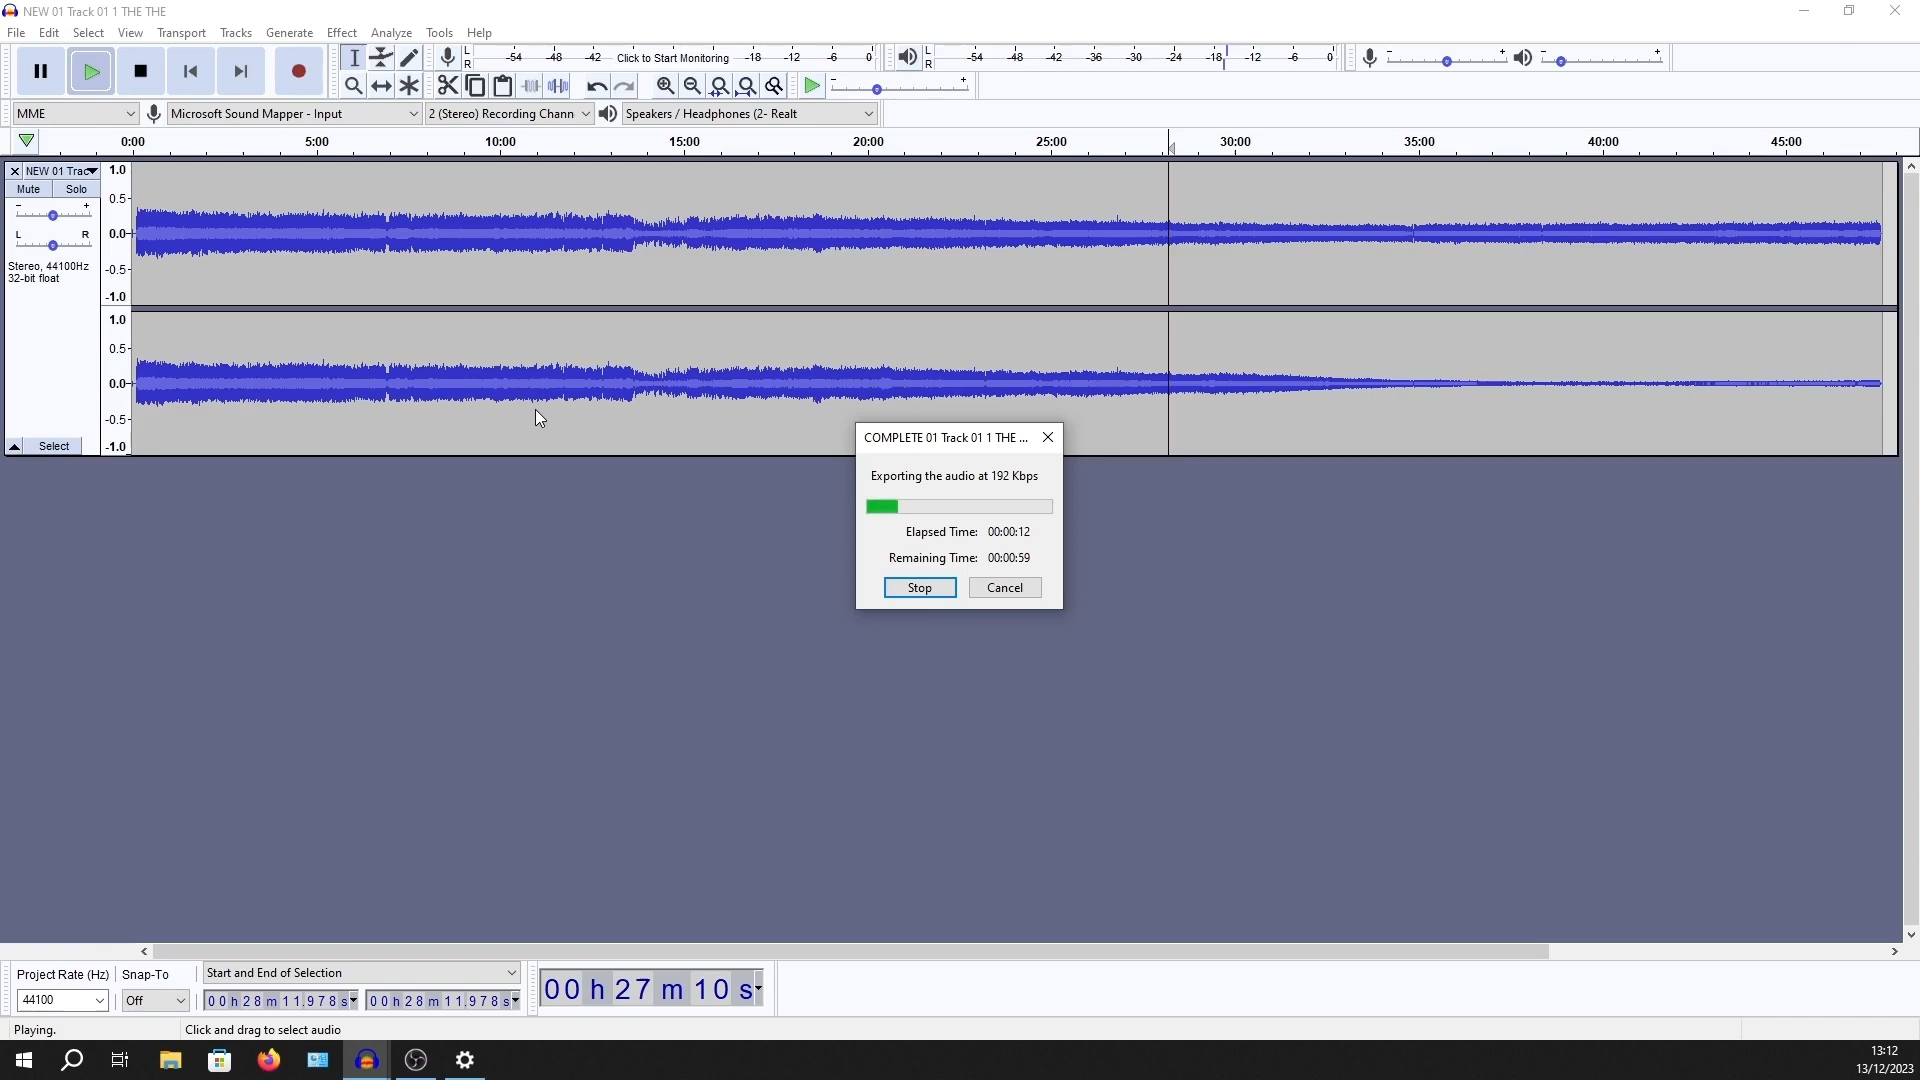 NEW 01 Track 01 1 THE THE
File Edit Select View Transport Tracks Generate Effect Analyze Tools Help
L R -54 -48 -42 Click to Start Monitoring -18 -12 -6 0 L R -54 -48 -42 -36 -30 -24 -18 -12 -6 0 - + - +
- +
MME Microsoft Sound Mapper - Input 2 (Stereo) Recording Chann Speakers / Headphones (2- Realt
0:00 5:00 10:00 15:00 20:00 25:00 30:00 35:00 40:00 45:00
NEW 01 Trac
Mute Solo
- +
L R
Stereo, 44100Hz
32-bit float
Select
1.0
0.5
0.0
-0.5
-1.0
1.0
0.5
0.0
-0.5
-1.0
COMPLETE 01 Track 01 1 THE ...
Exporting the audio at 192 Kbps
Elapsed Time: 00:00:12
Remaining Time: 00:00:59
Stop Cancel
Project Rate (Hz) Snap-To Start and End of Selection
44100 Off 00h28m11.978s 00h28m11.978s 00 h 27 m 10 s
Playing. Click and drag to select audio
13:12
13/12/2023